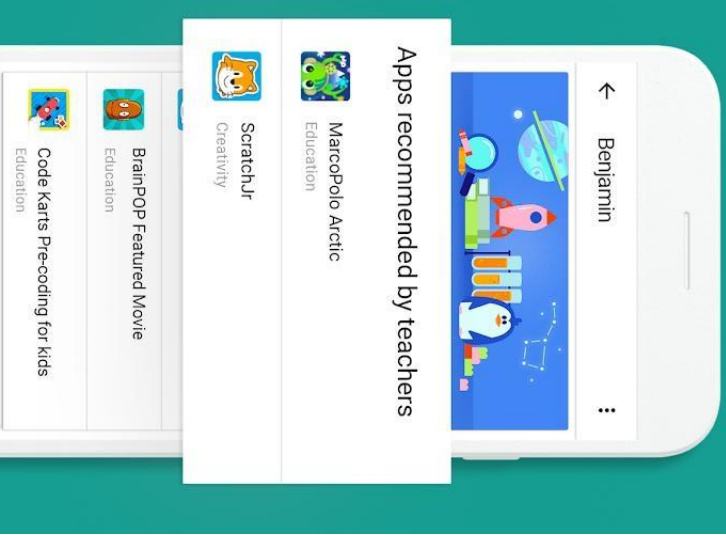 Benjamin
Apps recommended by teachers
MarcoPolo Arctic
Education
ScratchJr
Creativity
BrainPOP Featured Movie
Education
Code Karts Pre-coding for kids
Education